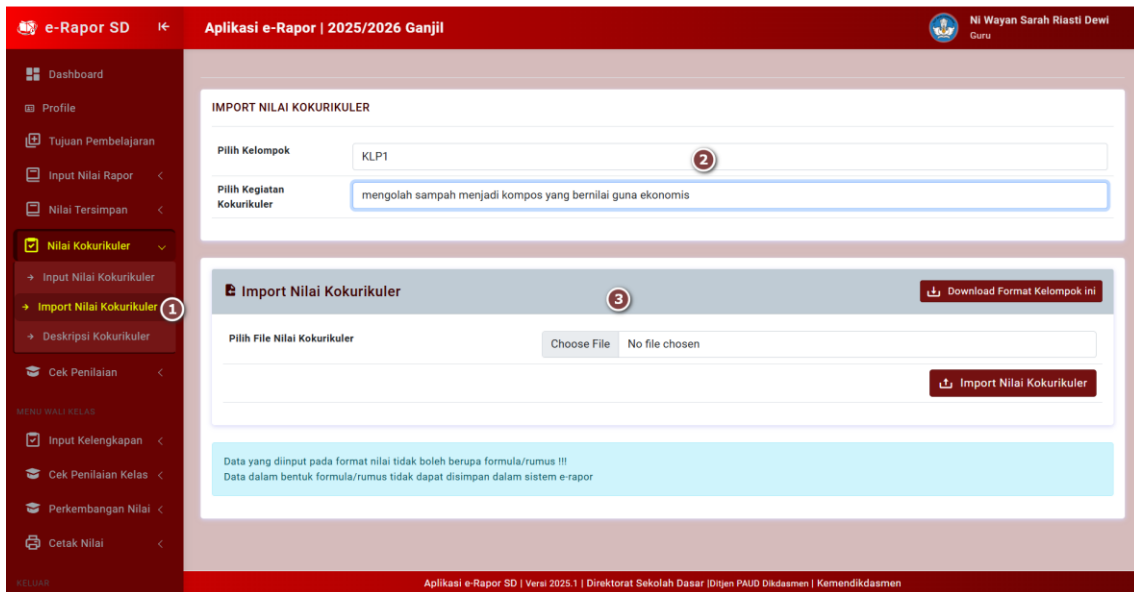 e-Rapor SD
Aplikasi e-Rapor | 2025/2026 Ganjil
Ni Wayan Sarah Riasti Dewi
Guru
Dashboard
Profile
Tujuan Pembelajaran
Input Nilai Rapor
Nilai Tersimpan
Nilai Kokurikuler
Input Nilai Kokurikuler
Import Nilai Kokurikuler
1
Deskripsi Kokurikuler
Cek Penilaian
MENU WALI KELAS
Input Kelengkapan
Cek Penilaian Kelas
Perkembangan Nilai
Cetak Nilai
KELUAR
IMPORT NILAI KOKURIKULER
Pilih Kelompok
KLP1
2
Pilih Kegiatan
Kokurikuler
mengolah sampah menjadi kompos yang bernilai guna ekonomis
Import Nilai Kokurikuler
3
Download Format Kelompok ini
Pilih File Nilai Kokurikuler
Choose File No file chosen
Import Nilai Kokurikuler
Data yang diinput pada format nilai tidak boleh berupa formula/rumus !!!
Data dalam bentuk formula/rumus tidak dapat disimpan dalam sistem e-rapor
Aplikasi e-Rapor SD | Versi 2025.1 | Direktorat Sekolah Dasar |Ditjen PAUD Dikdasmen | Kemendikdasmen